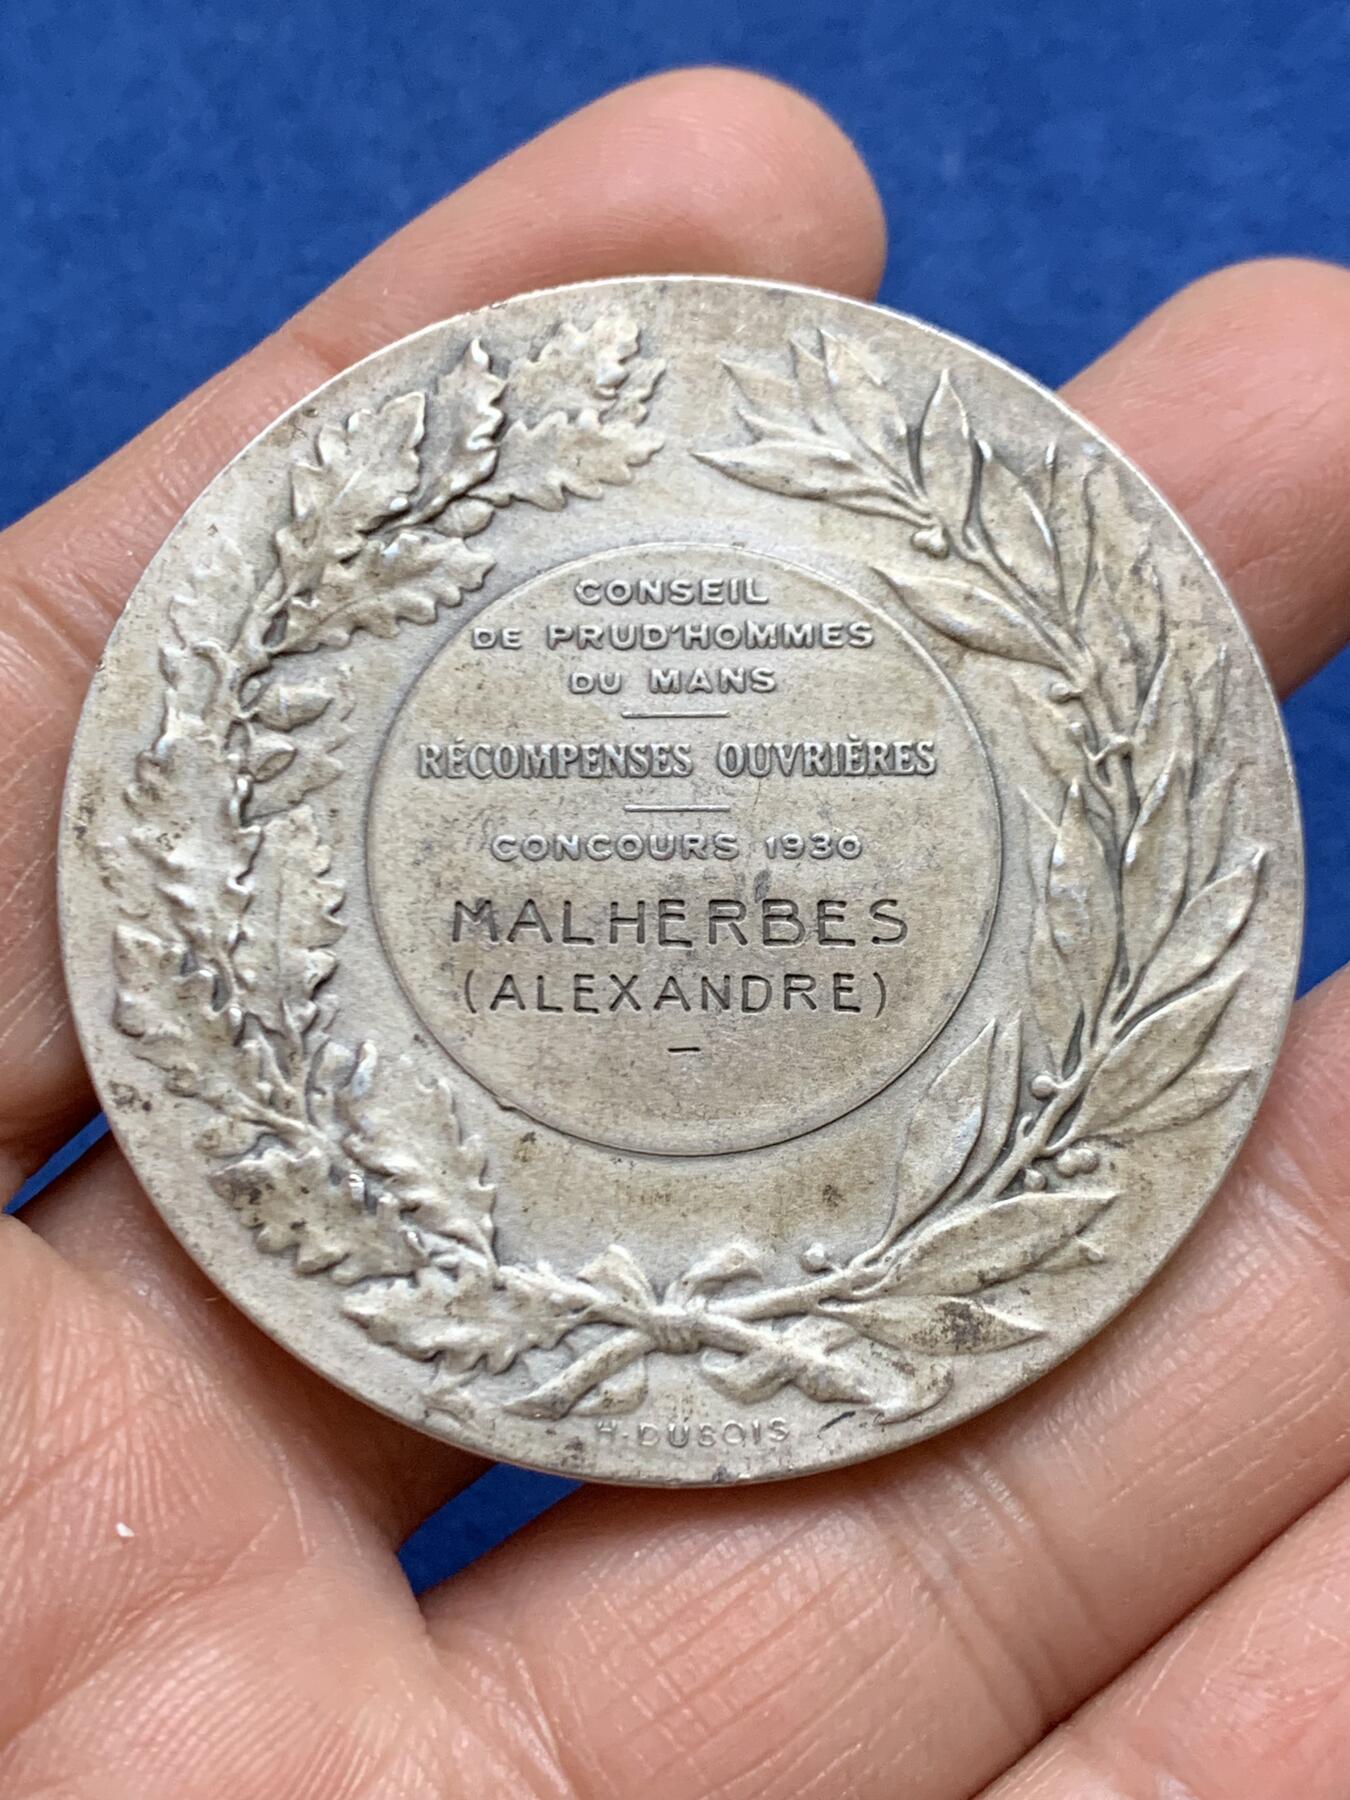 CONSEIL
DE PRUD'HOMMES
DU MANS
RÉCOMPENSES OUVRIÈRES
CONCOURS 1930
MALHERBES
(ALEXANDRE)
H. DUBOIS